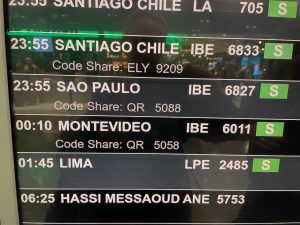 23:55 SANTIAGO CHILE LA 705 S
23:55 SANTIAGO CHILE IBE 6833 S
Code Share: ELY 9209
23:55 SAO PAULO IBE 6827 S
Code Share: QR 5088
00:10 MONTEVIDEO IBE 6011 S
Code Share: QR 5058
01:45 LIMA LPE 2485 S
06:25 HASSI MESSAOUD ANE 5753